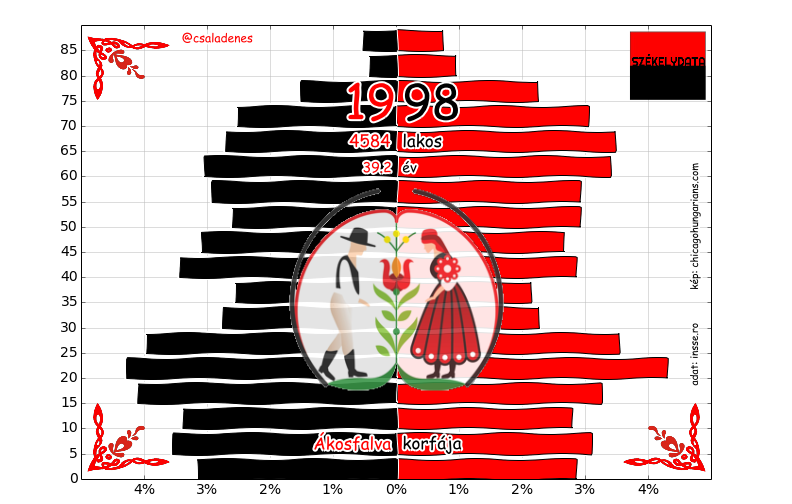 @csaladenes
SZÉKELYDATA
1998
4584 lakos
39.2 év
kép: chicagohungarians.com
adat: insse.ro
Ákosfalva korfája
85
80
75
70
65
60
55
50
45
40
35
30
25
20
15
10
5
0
4% 3% 2% 1% 0% 1% 2% 3% 4%